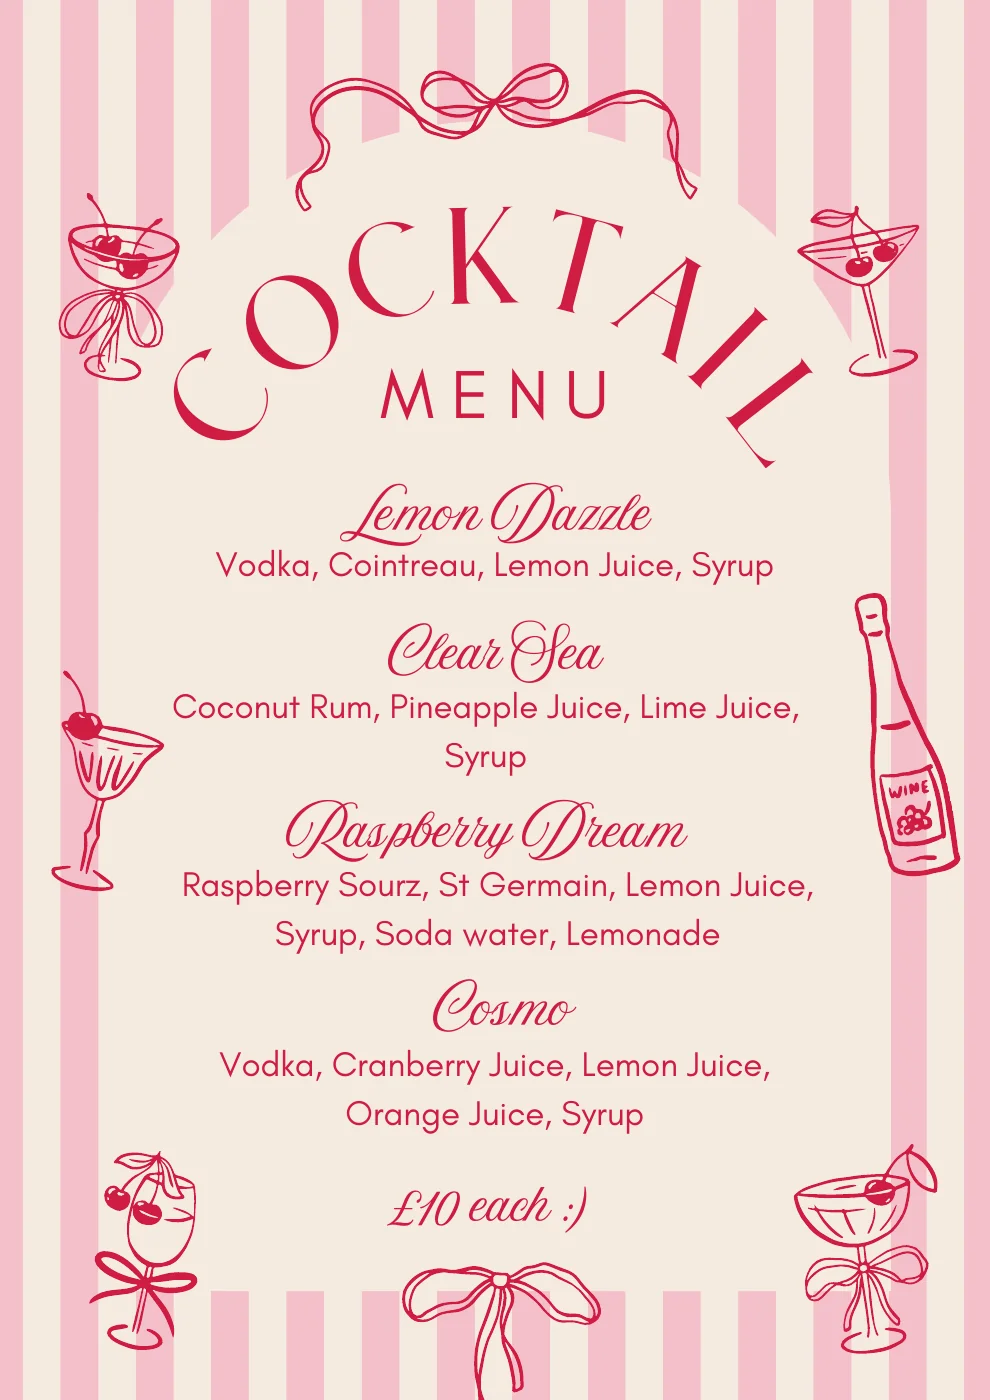 COCKTAIL
MENU
Lemon Dazzle
Vodka, Cointreau, Lemon Juice, Syrup
Clear Sea
Coconut Rum, Pineapple Juice, Lime Juice,
Syrup
WINE
Raspberry Dream
Raspberry Sourz, St Germain, Lemon Juice,
Syrup, Soda water, Lemonade
Cosmo
Vodka, Cranberry Juice, Lemon Juice,
Orange Juice, Syrup
£10 each :)